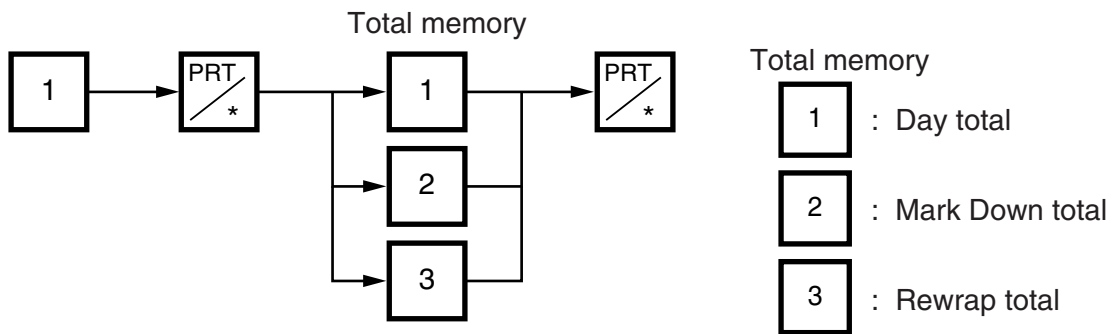 Total memory
1
PRT
*
1
PRT
*
2
3
Total memory
1 : Day total
2 : Mark Down total
3 : Rewrap total